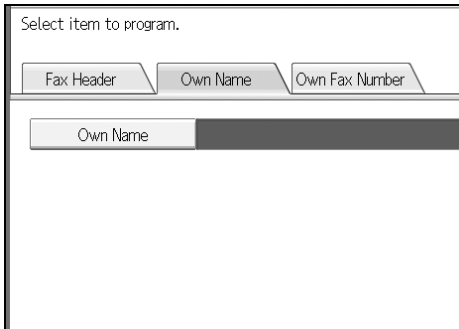 Select item to program.
Fax Header Own Name Own Fax Number
Own Name